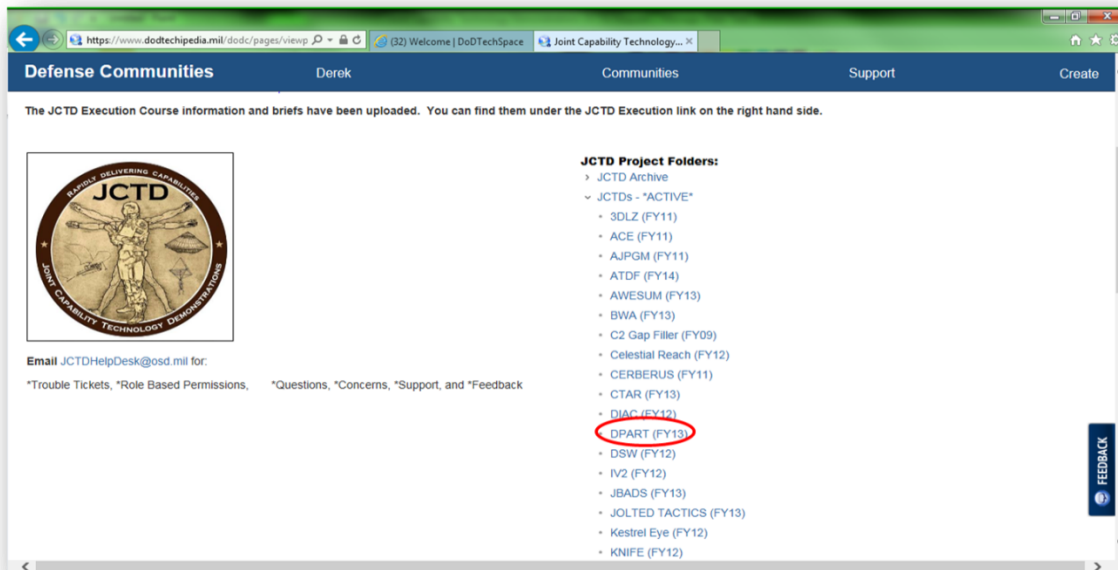 https://www.dodtechipedia.mil/dodc/pages/viewp
(32) Welcome | DoDTechSpace
Joint Capability Technology...
Defense Communities
Derek
Communities
Support
Create
The JCTD Execution Course information and briefs have been uploaded. You can find them under the JCTD Execution link on the right hand side.
RAPIDLY DELIVERING CAPABILITIES
JCTD
JOINT CAPABILITY TECHNOLOGY DEMONSTRATIONS
Email JCTDHelpDesk@osd.mil for:
*Trouble Tickets, *Role Based Permissions, *Questions, *Concerns, *Support, and *Feedback
JCTD Project Folders:
JCTD Archive
JCTDs - *ACTIVE*
3DLZ (FY11)
ACE (FY11)
AJPGM (FY11)
ATDF (FY14)
AWESUM (FY13)
BWA (FY13)
C2 Gap Filler (FY09)
Celestial Reach (FY12)
CERBERUS (FY11)
CTAR (FY13)
DIAC (FY12)
DPART (FY13)
DSW (FY12)
IV2 (FY12)
JBADS (FY13)
JOLTED TACTICS (FY13)
Kestrel Eye (FY12)
KNIFE (FY12)
FEEDBACK